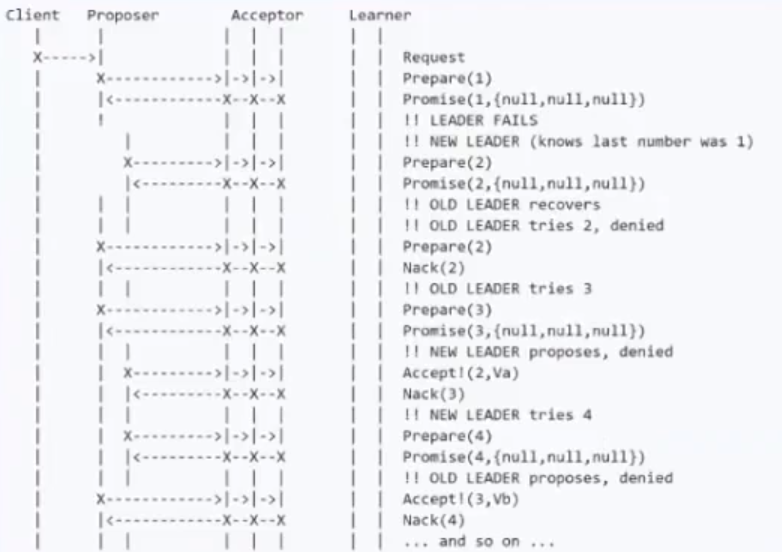 Client Proposer Acceptor Learner
| | | | | | |
X----->| | | | | | Request
| X------------>|->|->| | | Prepare(1)
| |<-----------X--X--X | | Promise(1,{null,null,null})
| ! | | | | | !! LEADER FAILS
| | | | | | | !! NEW LEADER (knows last number was 1)
| X--------->|->|->| | | Prepare(2)
| |<--------X--X--X | | Promise(2,{null,null,null})
| | | | | | | | !! OLD LEADER recovers
| | | | | | | | !! OLD LEADER tries 2, denied
| X------------>|->|->| | | Prepare(2)
| |<-----------X--X--X | | Nack(2)
| | | | | | | | !! OLD LEADER tries 3
| X------------>|->|->| | | Prepare(3)
| |<-----------X--X--X | | Promise(3,{null,null,null})
| | | | | | | | !! NEW LEADER proposes, denied
| | X--------->|->|->| | | Accept!(2,Va)
| | |<--------X--X--X | | Nack(3)
| | | | | | | | !! NEW LEADER tries 4
| | X--------->|->|->| | | Prepare(4)
| | |<--------X--X--X | | Promise(4,{null,null,null})
| | | | | | | | !! OLD LEADER proposes, denied
| X------------>|->|->| | | Accept!(3,Vb)
| |<-----------X--X--X | | Nack(4)
| | | | | | | | ... and so on ...